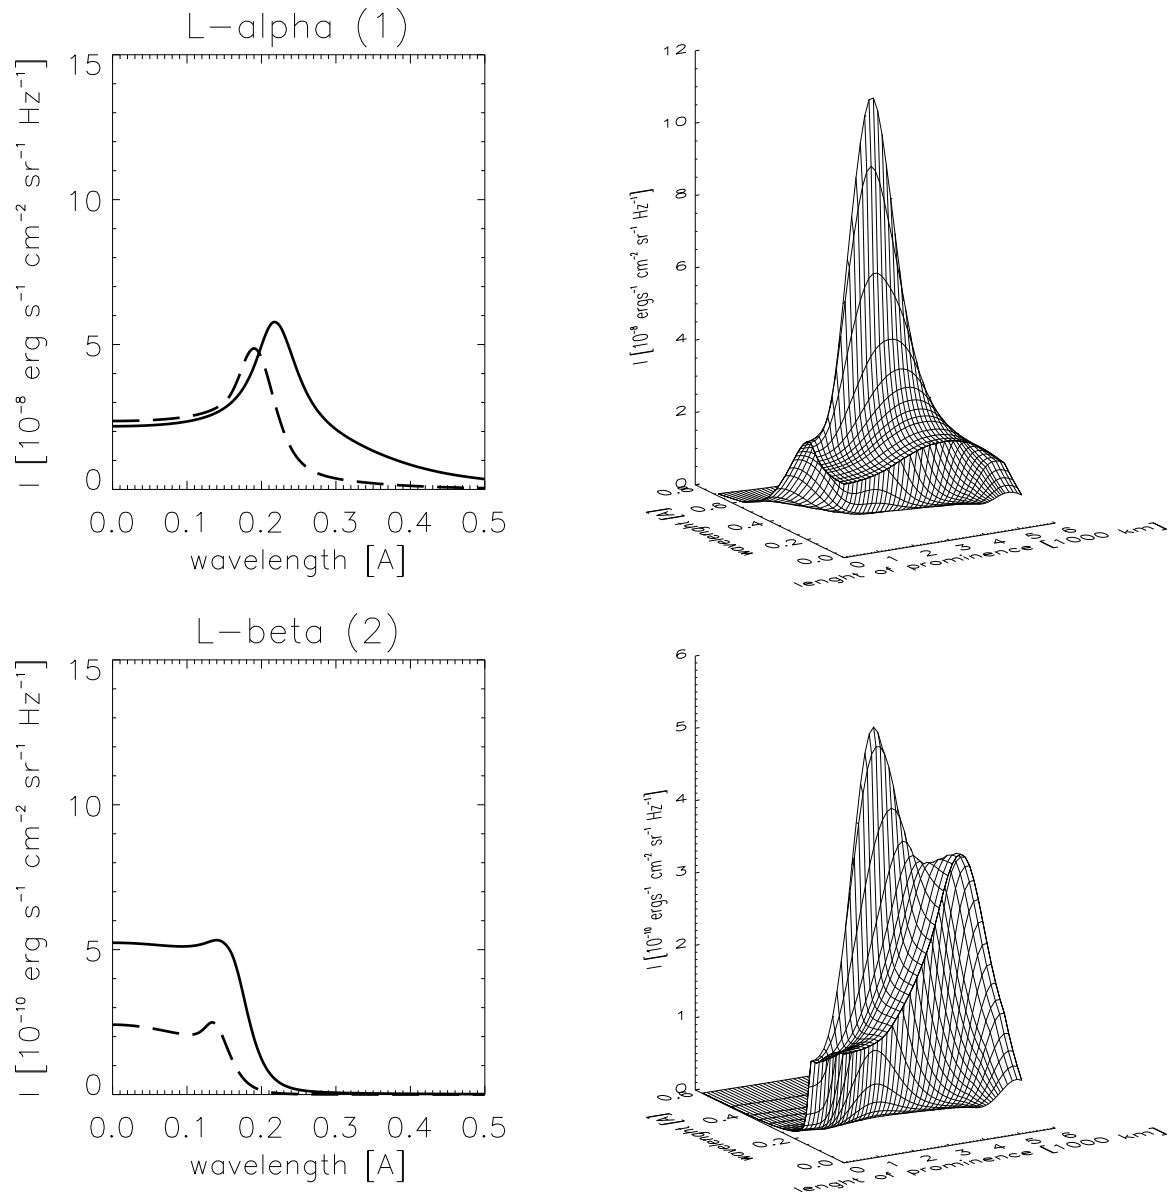 L-alpha (1)
I [10⁻⁸ erg s⁻¹ cm⁻² sr⁻¹ Hz⁻¹]
15
10
5
0
0.0 0.1 0.2 0.3 0.4 0.5
wavelength [A]
I [10⁻⁸ ergs⁻¹ cm⁻² sr⁻¹ Hz⁻¹]
12
10
8
6
4
2
0
0.8 0.6 0.4 0.2 0.0
wavelenght [A]
0 1 2 3 4 5 6
lenght of prominence [1000 km]
L-beta (2)
I [10⁻¹⁰ erg s⁻¹ cm⁻² sr⁻¹ Hz⁻¹]
15
10
5
0
0.0 0.1 0.2 0.3 0.4 0.5
wavelength [A]
I [10⁻¹⁰ ergs⁻¹ cm⁻² sr⁻¹ Hz⁻¹]
6
5
4
3
2
1
0
0.4 0.2 0.0
wavelenght [A]
0 1 2 3 4 5 6
lenght of prominence [1000 km]